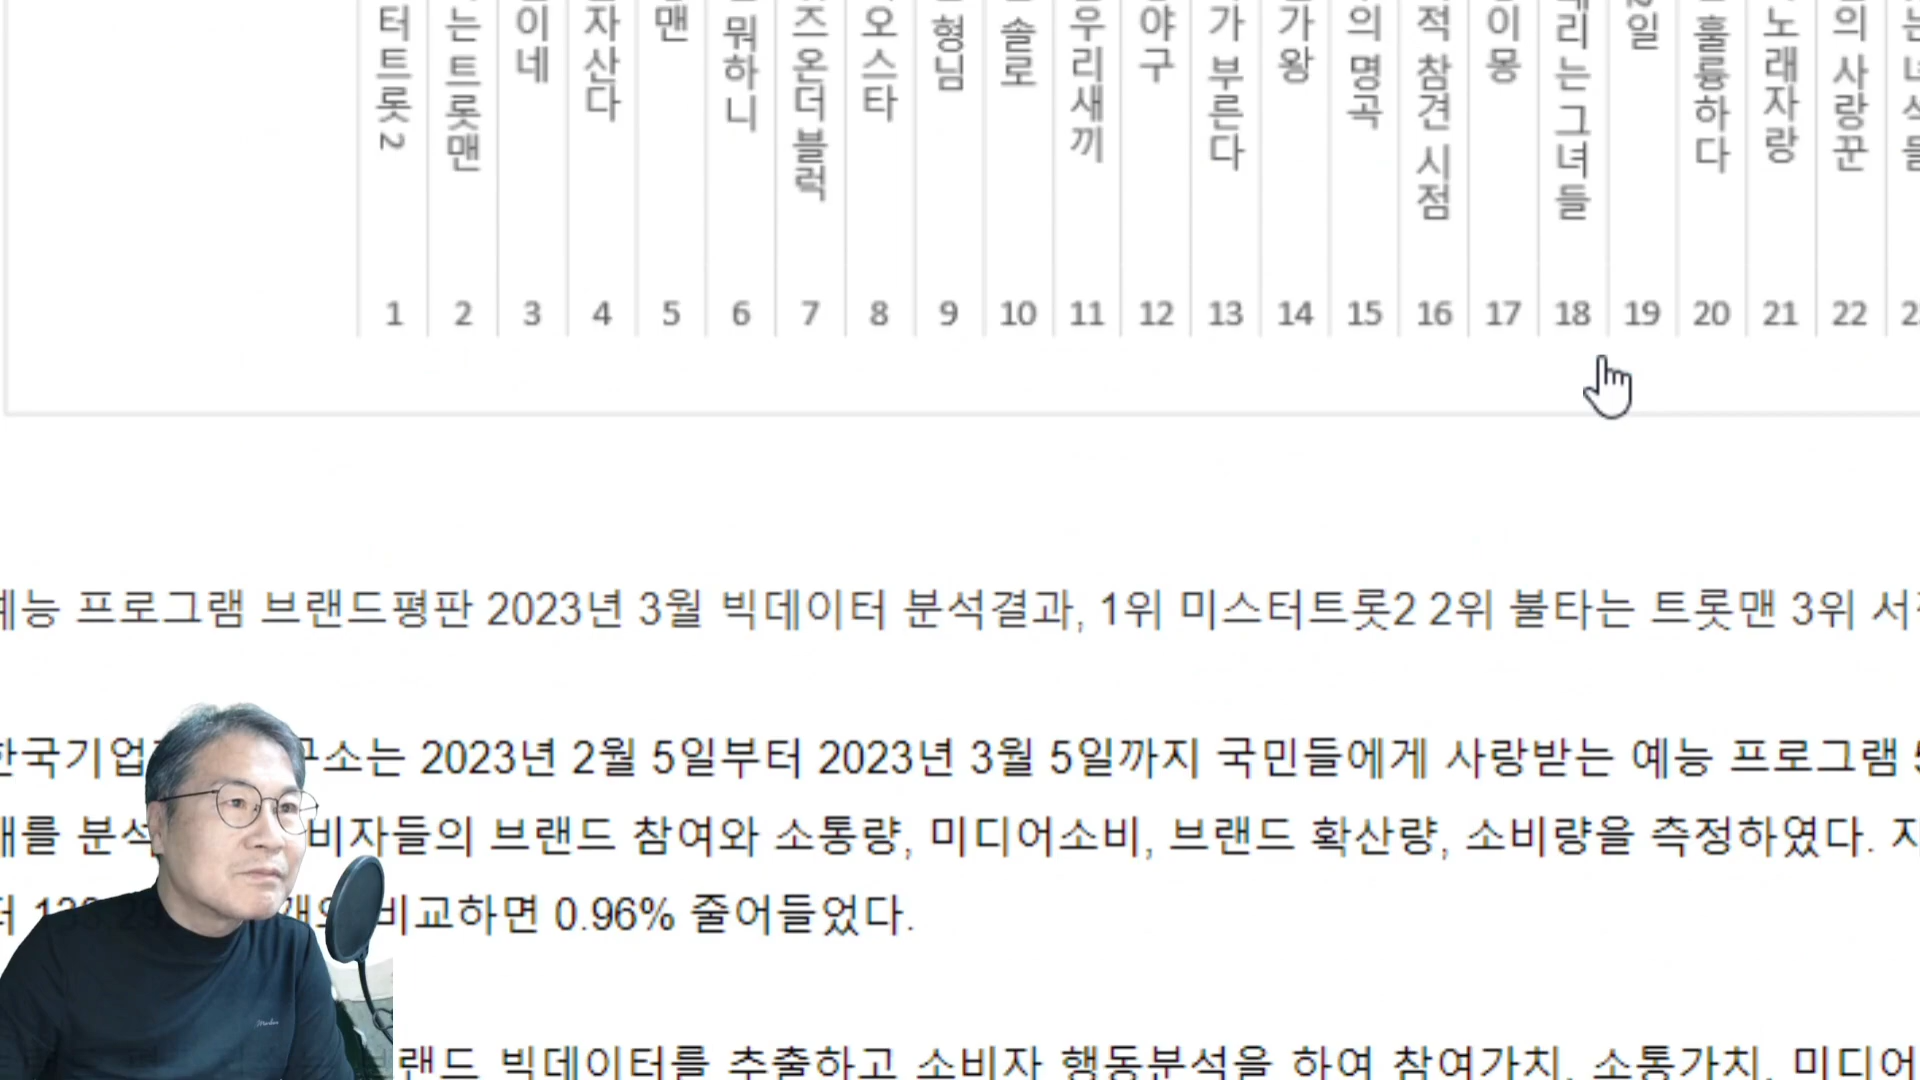 터트롯2
는 트롯맨
이네
자산다
맨
뭐하니
즈온더블럭
오스타
형님
솔로
우리새끼
야구
가 부른다
가왕
의 명곡
적 참견 시점
이몽
리는 그녀들
2일
훌륭하다
노래자랑
의 사랑꾼
1 2 3 4 5 6 7 8 9 10 11 12 13 14 15 16 17 18 19 20 21 22
예능 프로그램 브랜드평판 2023년 3월 빅데이터 분석결과, 1위 미스터트롯2 2위 불타는 트롯맨 3위 서
한국기업 구소는 2023년 2월 5일부터 2023년 3월 5일까지 국민들에게 사랑받는 예능 프로그램 5
개를 분석 비자들의 브랜드 참여와 소통량, 미디어소비, 브랜드 확산량, 소비량을 측정하였다. 지
터 비교하면 0.96% 줄어들었다.
브랜드 빅데이터를 추출하고 소비자 행동분석을 하여 참여가치, 소통가치, 미디어